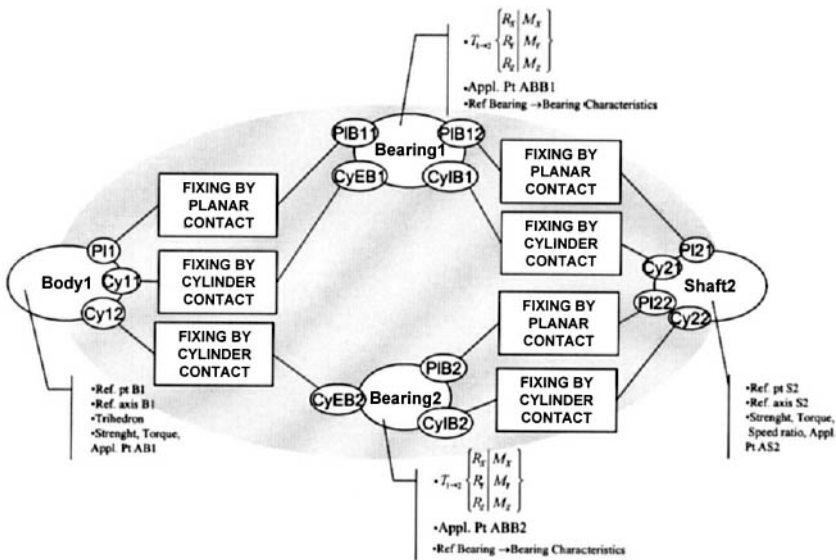 •T1→2 { RX | MX
RY | MY
RZ | MZ }
•Appl. Pt ABB1
•Ref Bearing →Bearing Characteristics
PlB11
PlB12
Bearing1
CyEB1
CyIB1
FIXING BY
PLANAR
CONTACT
FIXING BY
PLANAR
CONTACT
FIXING BY
CYLINDER
CONTACT
Pl1
Body1
Cy11
Cy12
FIXING BY
CYLINDER
CONTACT
Pl21
Cy21
Shaft2
Pl22
Cy22
FIXING BY
CYLINDER
CONTACT
FIXING BY
PLANAR
CONTACT
FIXING BY
CYLINDER
CONTACT
PlB2
CyEB2
Bearing2
CyIB2
•Ref. pt B1
•Ref. axis B1
•Trihedron
•Strenght, Torque,
Appl. Pt AB1
•Ref. pt S2
•Ref. axis S2
•Strenght, Torque,
Speed ratio, Appl.
Pt AS2
•T1→2 { RX | MX
RY | MY
RZ | MZ }
•Appl. Pt ABB2
•Ref Bearing →Bearing Characteristics